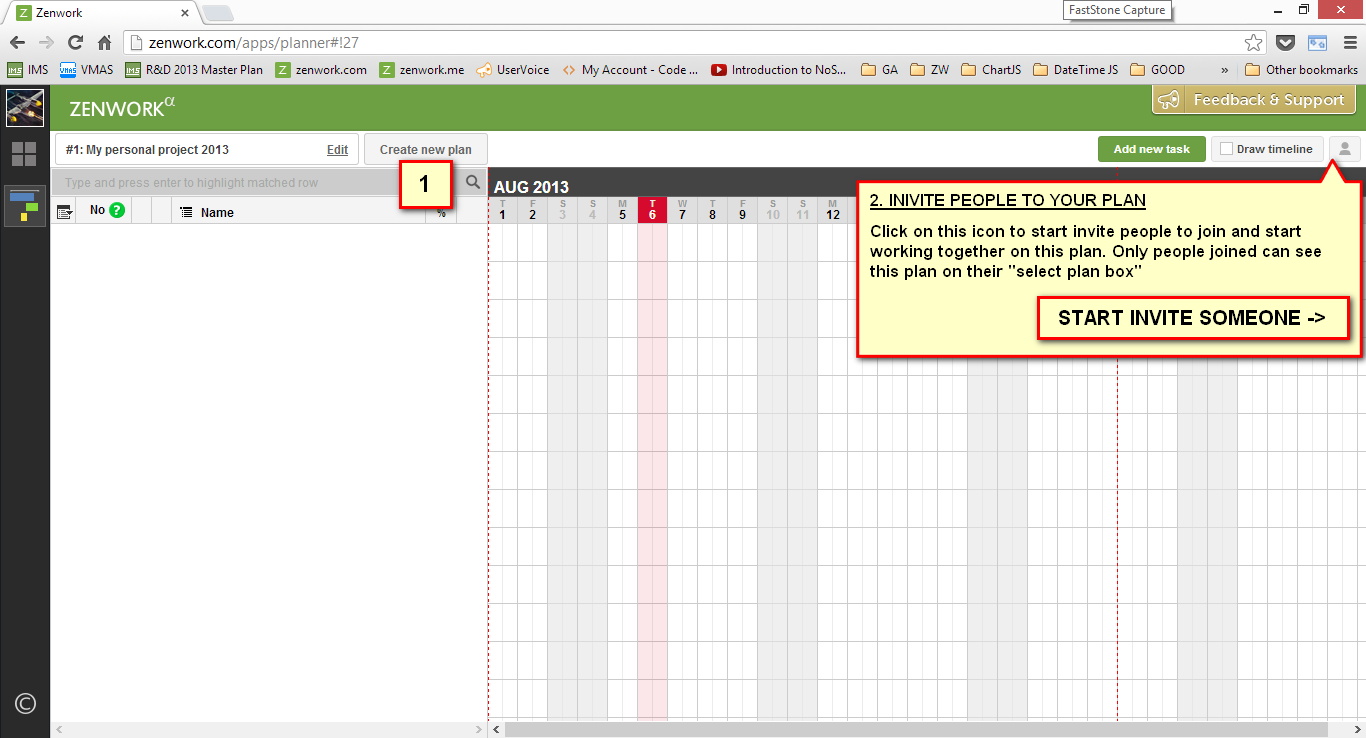 FastStone Capture
Zenwork
zenwork.com/apps/planner#!27
IMS VMAS R&D 2013 Master Plan zenwork.com zenwork.me UserVoice My Account - Code ... Introduction to NoS... GA ZW ChartJS DateTime JS GOOD » Other bookmarks
ZENWORKα
Feedback & Support
#1: My personal project 2013 Edit Create new plan Add new task Draw timeline
Type and press enter to highlight matched row
1
AUG 2013
No ? Name %
T F S S M T W T F S S M
1 2 3 4 5 6 7 8 9 10 11 12
2. INIVITE PEOPLE TO YOUR PLAN
Click on this icon to start invite people to join and start
working together on this plan. Only people joined can see
this plan on their "select plan box"
START INVITE SOMEONE ->
©